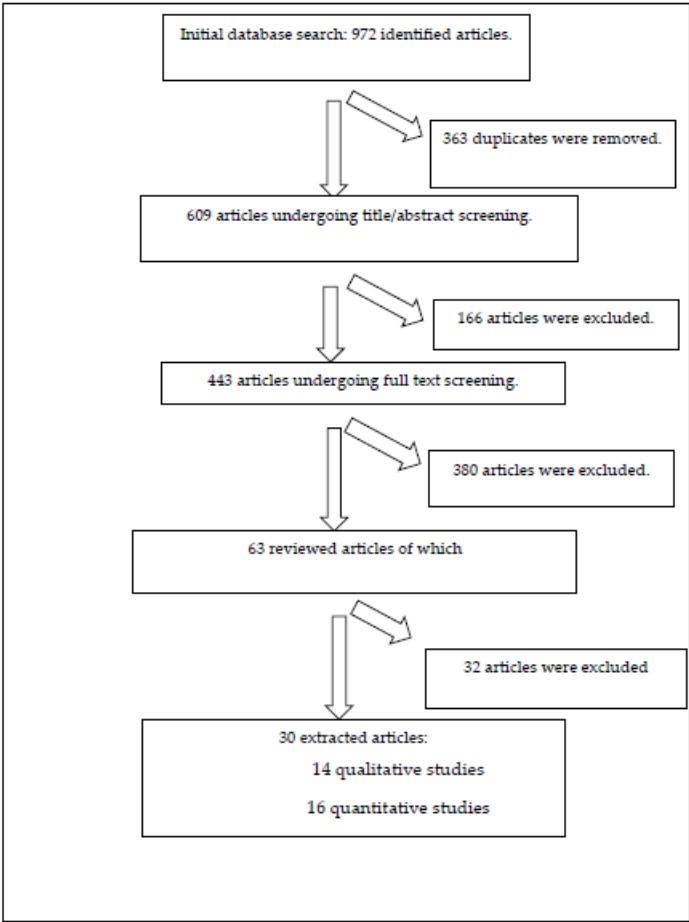 Initial database search: 972 identified articles.
363 duplicates were removed.
609 articles undergoing title/abstract screening.
166 articles were excluded.
443 articles undergoing full text screening.
380 articles were excluded.
63 reviewed articles of which
32 articles were excluded
30 extracted articles:
14 qualitative studies
16 quantitative studies